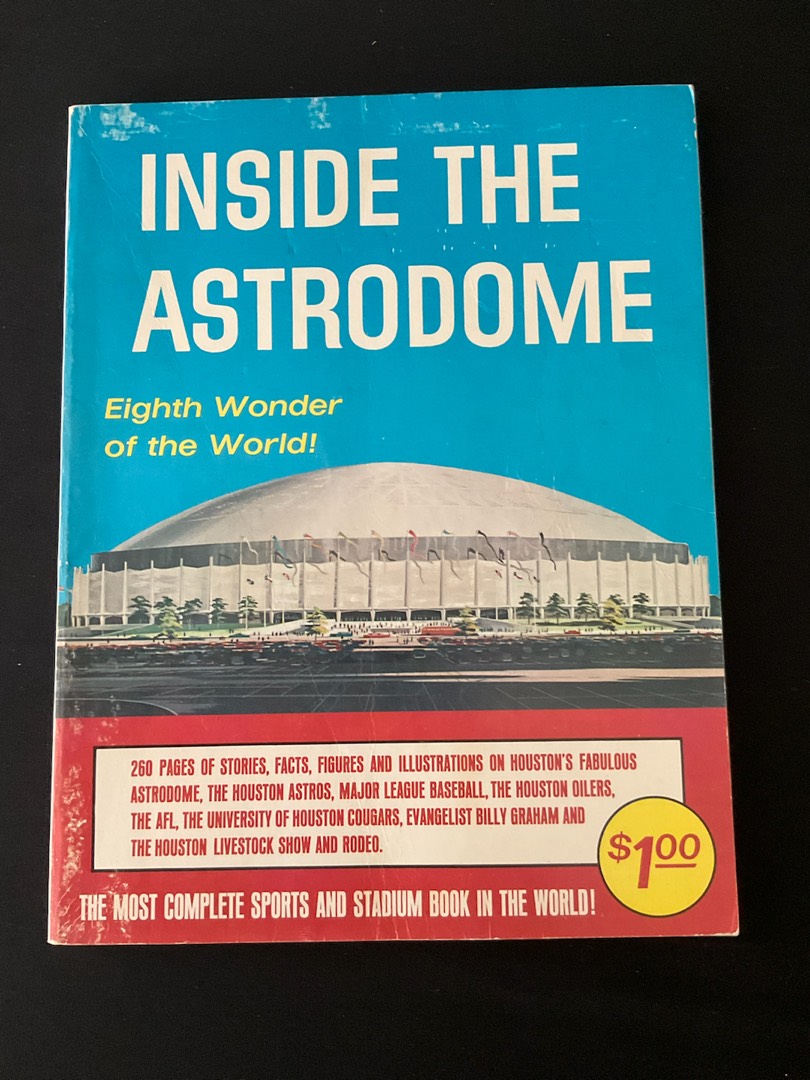 INSIDE THE
ASTRODOME
Eighth Wonder
of the World!
260 PAGES OF STORIES, FACTS, FIGURES AND ILLUSTRATIONS ON HOUSTON'S FABULOUS
ASTRODOME, THE HOUSTON ASTROS, MAJOR LEAGUE BASEBALL, THE HOUSTON OILERS,
THE AFL, THE UNIVERSITY OF HOUSTON COUGARS, EVANGELIST BILLY GRAHAM AND
THE HOUSTON LIVESTOCK SHOW AND RODEO.
$1.00
THE MOST COMPLETE SPORTS AND STADIUM BOOK IN THE WORLD!